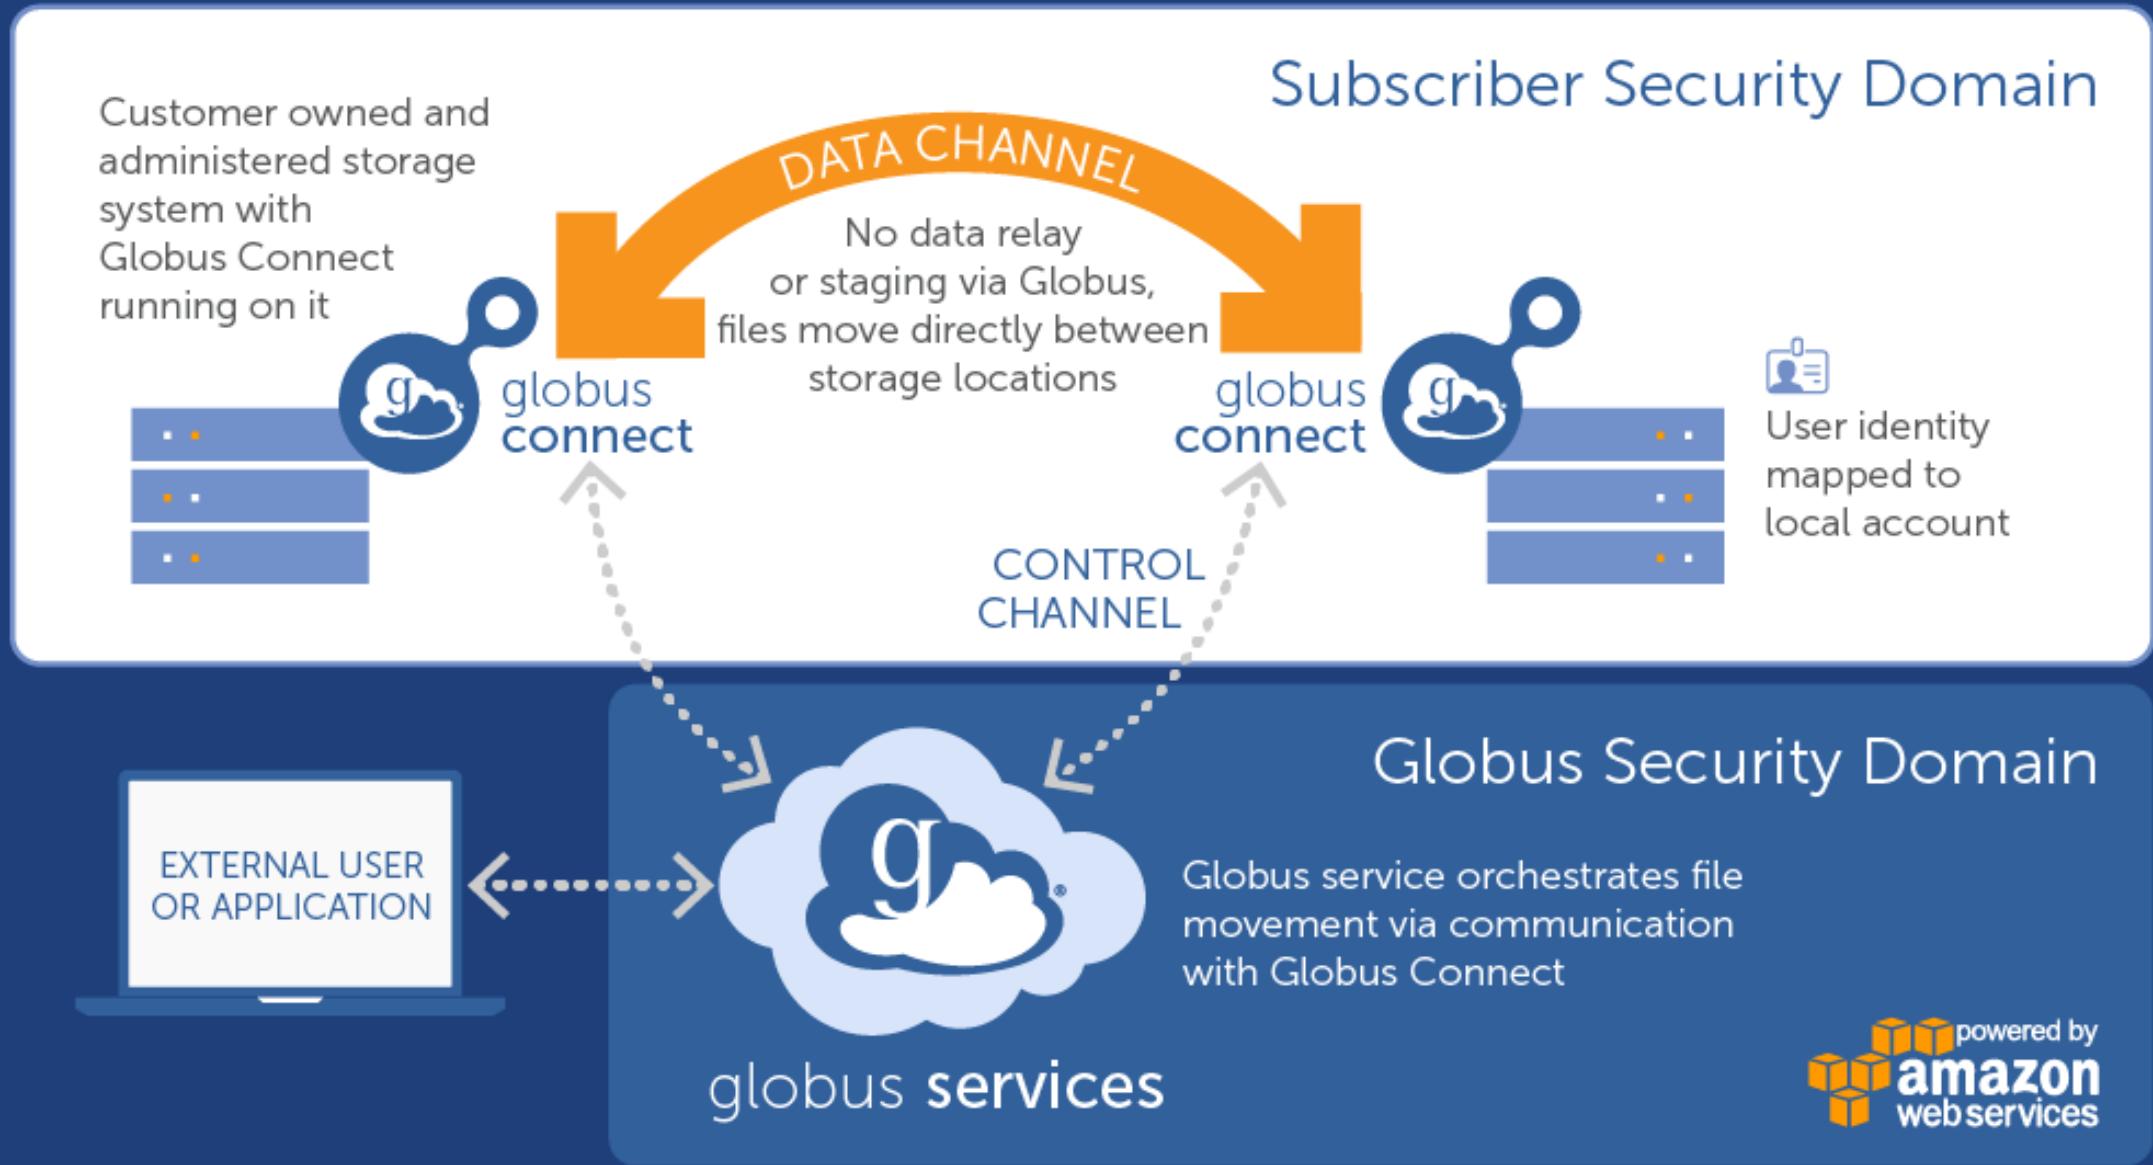 Subscriber Security Domain
Customer owned and
administered storage
system with
Globus Connect
running on it
DATA CHANNEL
No data relay
or staging via Globus,
files move directly between
storage locations
g
globus
connect
globus
connect
g
User identity
mapped to
local account
CONTROL
CHANNEL
Globus Security Domain
EXTERNAL USER
OR APPLICATION
g
®
Globus service orchestrates file
movement via communication
with Globus Connect
globus services
powered by
amazon
webservices